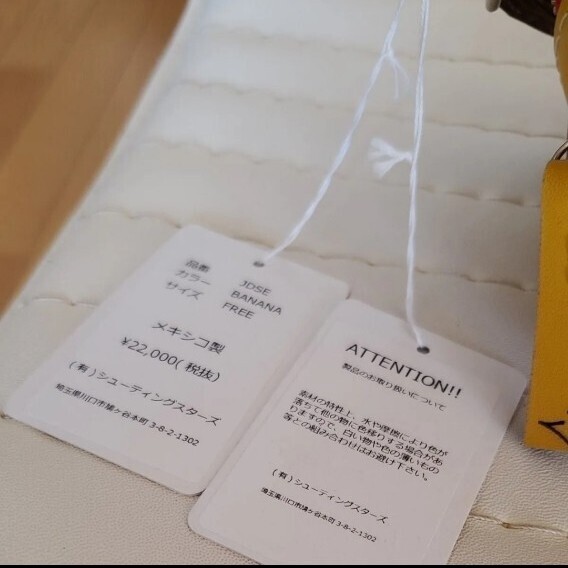 品番 JDSE
カラー BANANA
サイズ FREE
メキシコ製
¥22,000(税抜)
(有)シューティングスターズ
埼玉県川口市鳩ヶ谷本町 3-8-2-1302
ATTENTION!!
製品のお取り扱いについて
素材の特性上、水や摩擦により色が
落ちて他の物に色移りする場合があ
りますので、白い物や色の薄いもの
等との組み合わせはお避け下さい。
(有)シューティングスターズ
埼玉県川口市鳩ヶ谷本町 3-8-2-1302